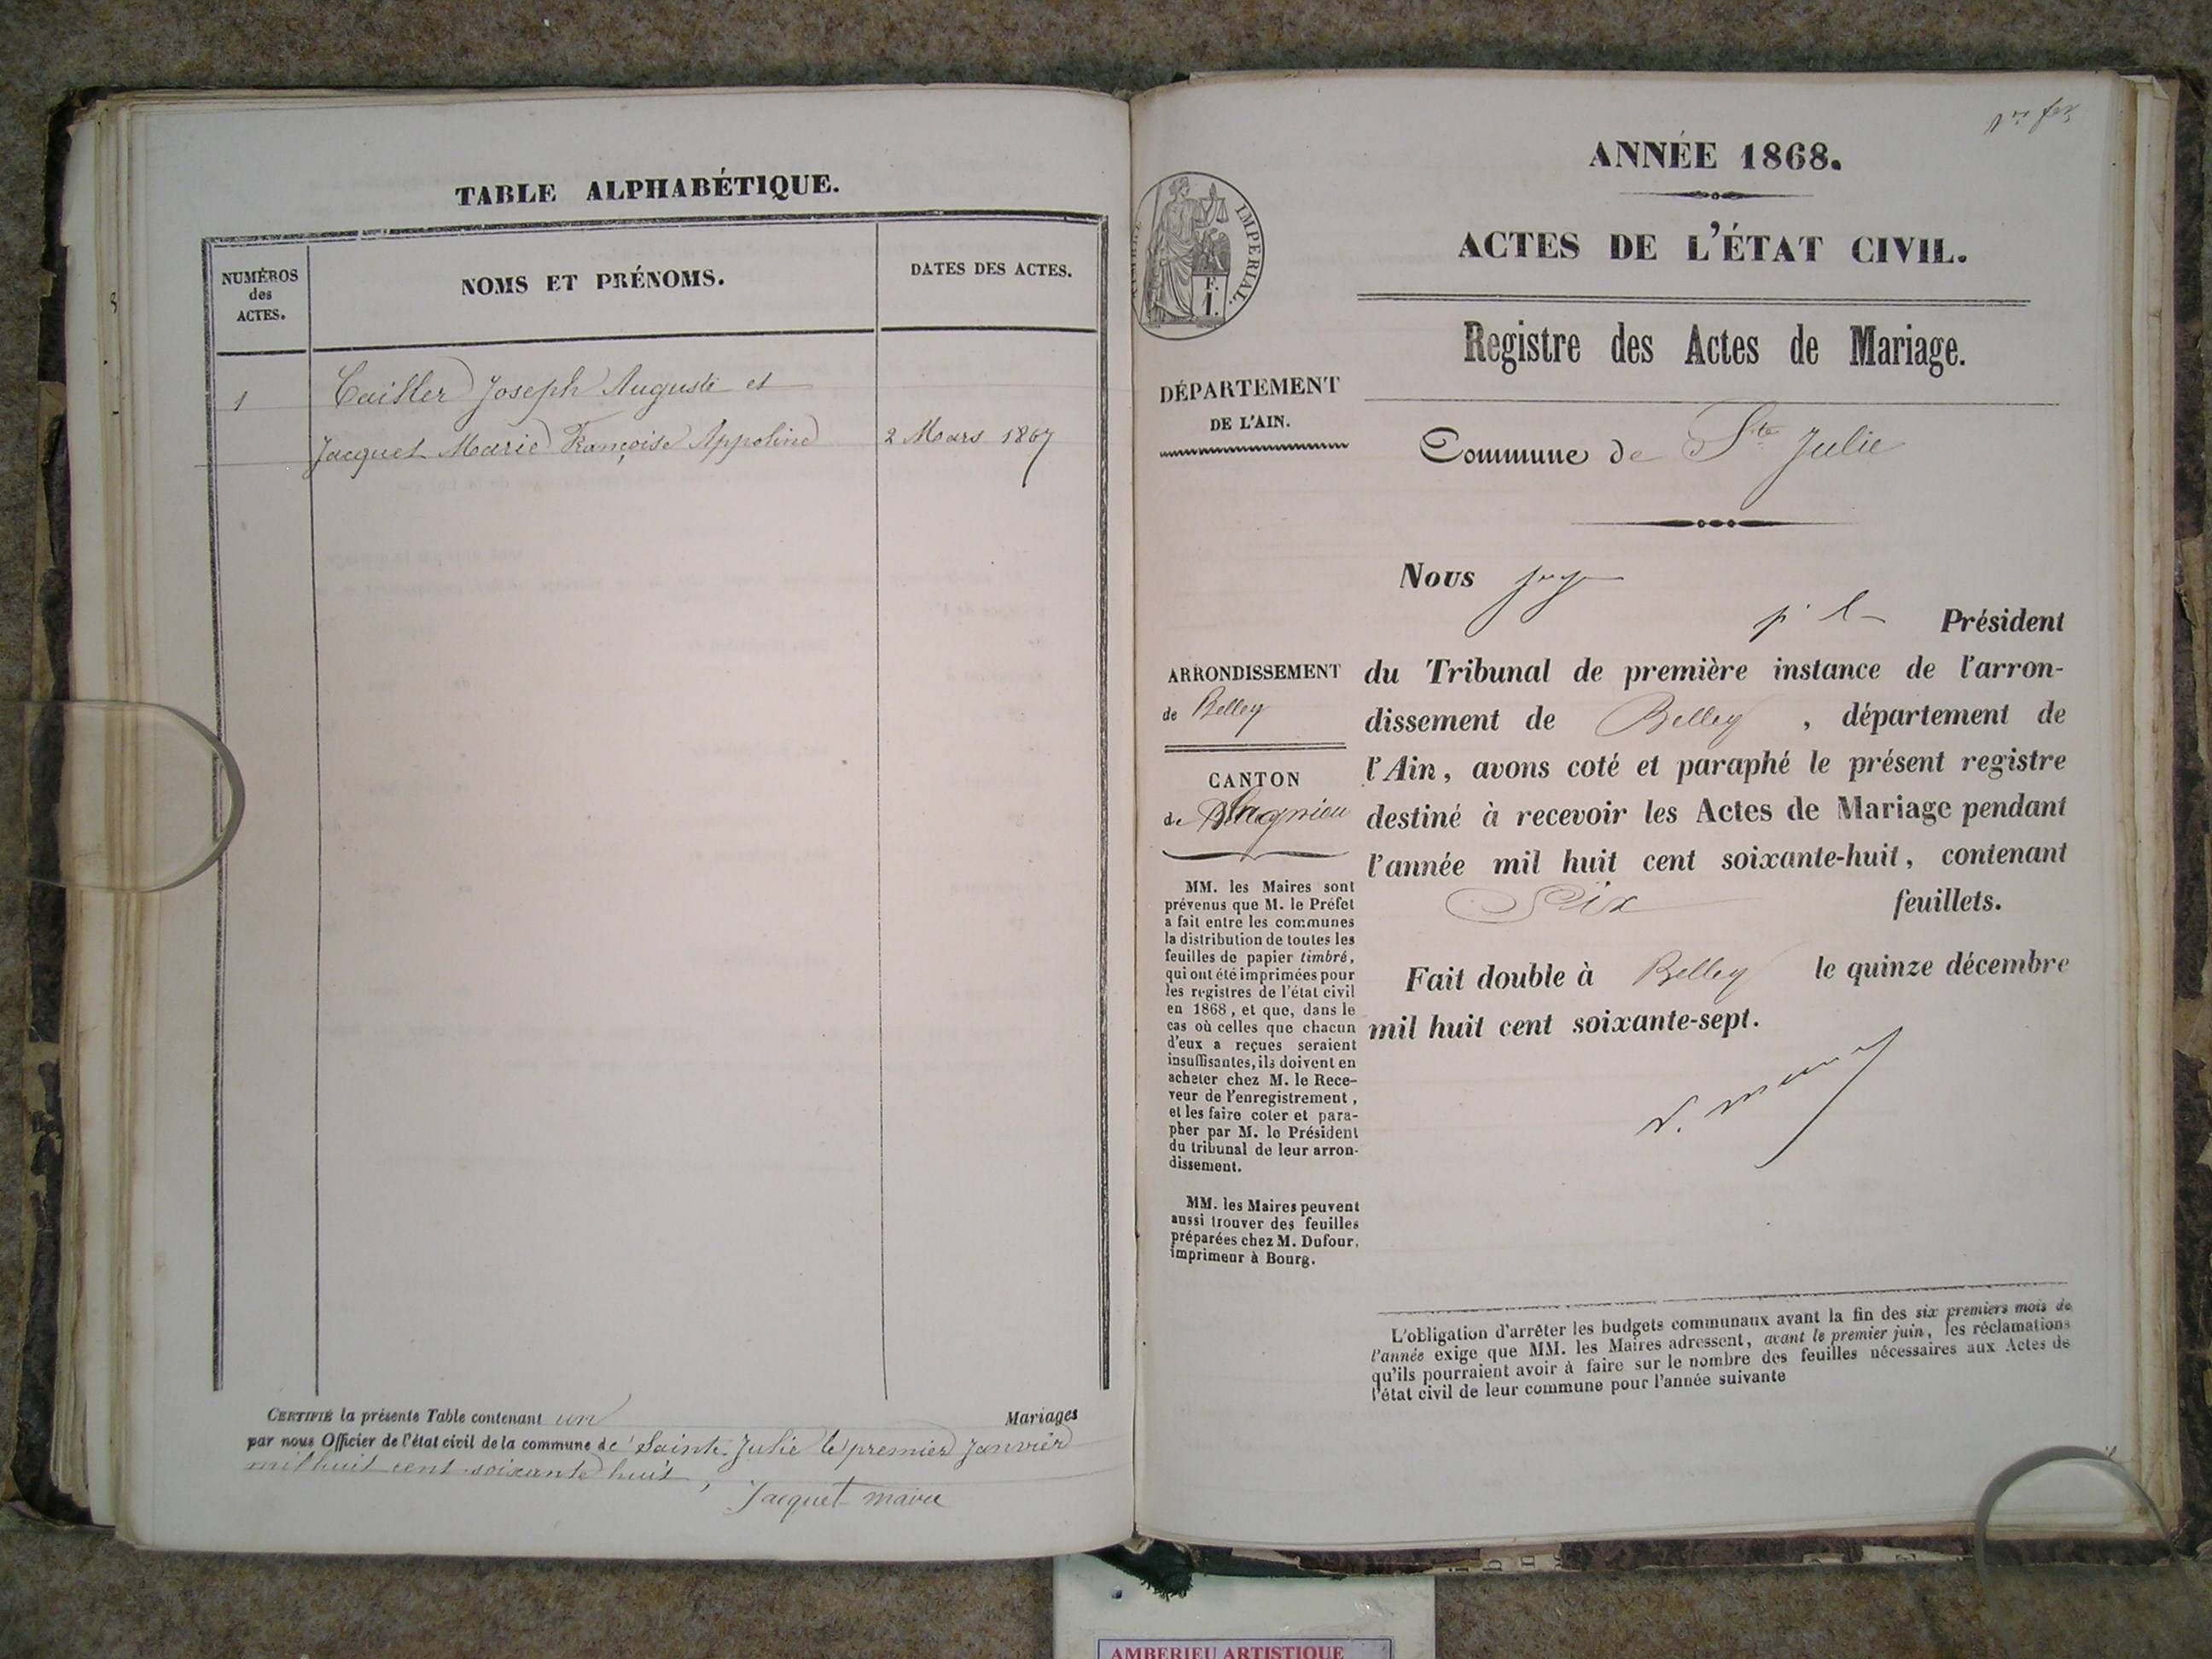 TABLE ALPHABÉTIQUE.
NUMÉROS
des
ACTES.
NOMS ET PRÉNOMS.
DATES DES ACTES.
1
Joseph Auguste et
Jacquet Marie Françoise Appoline
2 Mars 1867
CERTIFIÉ la présente Table contenant un Mariages
par nous Officier de l'état civil de la commune de Sainte-Julie le premier Janvier
mil huit cent soixante huit,
Jacquet maire
ANNÉE 1868.
ACTES DE L'ÉTAT CIVIL.
Registre des Actes de Mariage.
IMPERIAL.
F.
1.
DÉPARTEMENT
DE L'AIN.
Commune de Ste Julie
Nous
Président
du Tribunal de première instance de l'arron-
dissement de Belley, département de
l'Ain, avons coté et paraphé le présent registre
destiné à recevoir les Actes de Mariage pendant
l'année mil huit cent soixante-huit, contenant
Six feuillets.
Fait double à Belley le quinze décembre
mil huit cent soixante-sept.
ARRONDISSEMENT
de Belley
CANTON
de Lagnieu
MM. les Maires sont
prévenus que M. le Préfet
a fait entre les communes
la distribution de toutes les
feuilles de papier timbré,
qui ont été imprimées pour
les registres de l'état civil
en 1868, et que, dans le
cas où celles que chacun
d'eux a reçues seraient
insuffisantes, ils doivent en
acheter chez M. le Rece-
veur de l'enregistrement,
et les faire coter et para-
pher par M. le Président
du tribunal de leur arron-
dissement.
MM. les Maires peuvent
aussi trouver des feuilles
préparées chez M. Dufour,
imprimeur à Bourg.
L'obligation d'arrêter les budgets communaux avant la fin des six premiers mois de
l'année exige que MM. les Maires adressent, avant le premier juin, les réclamations
qu'ils pourraient avoir à faire sur le nombre des feuilles nécessaires aux Actes de
l'état civil de leur commune pour l'année suivante
AMBERIEU ARTISTIQUE